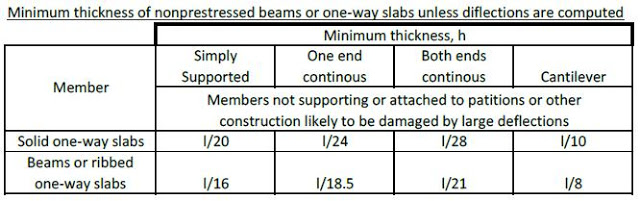 Minimum thickness of nonprestressed beams or one-way slabs unless diflections are computed
Minimum thickness, h
Member
Simply Supported
One end continous
Both ends continous
Cantilever
Members not supporting or attached to patitions or other
construction likely to be damaged by large deflections
Solid one-way slabs l/20 l/24 l/28 l/10
Beams or ribbed
one-way slabs l/16 l/18.5 l/21 l/8